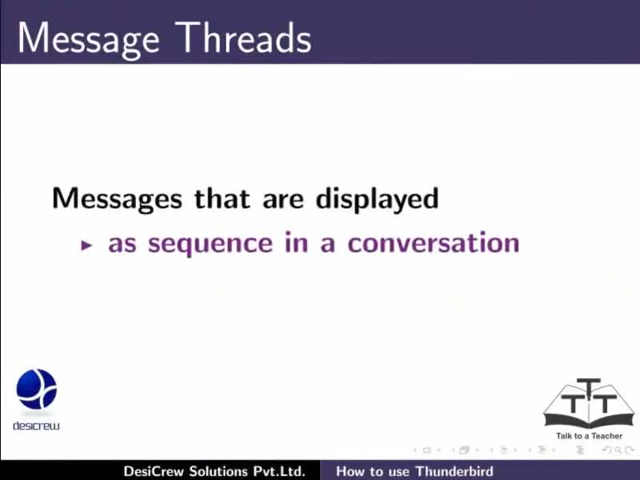 Message Threads
Messages that are displayed
▶ as sequence in a conversation
desicrew
TTT
Talk to a Teacher
DesiCrew Solutions Pvt.Ltd. How to use Thunderbird